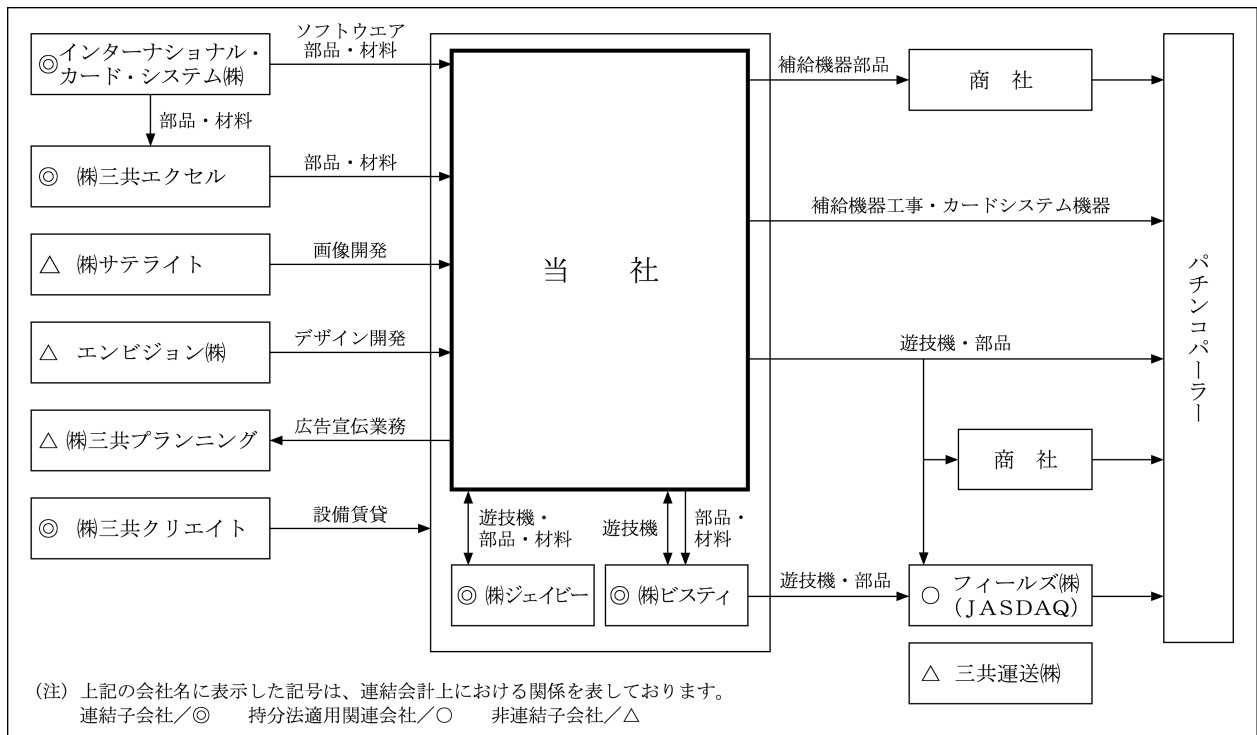 ◎インターナショナル・
カード・システム㈱
ソフトウエア
部品・材料
部品・材料
◎ ㈱三共エクセル
部品・材料
△ ㈱サテライト
画像開発
△ エンビジョン㈱
デザイン開発
△ ㈱三共プランニング
広告宣伝業務
◎ ㈱三共クリエイト
設備賃貸
当 社
遊技機・
部品・材料
遊技機
部品・
材料
◎ ㈱ジェイビー
◎ ㈱ビスティ
補給機器部品
商 社
補給機器工事・カードシステム機器
遊技機・部品
商 社
遊技機・部品
○ フィールズ㈱
(JASDAQ)
△ 三共運送㈱
パチンコパーラー
(注) 上記の会社名に表示した記号は、連結会計上における関係を表しております。
連結子会社/◎ 持分法適用関連会社/○ 非連結子会社/△